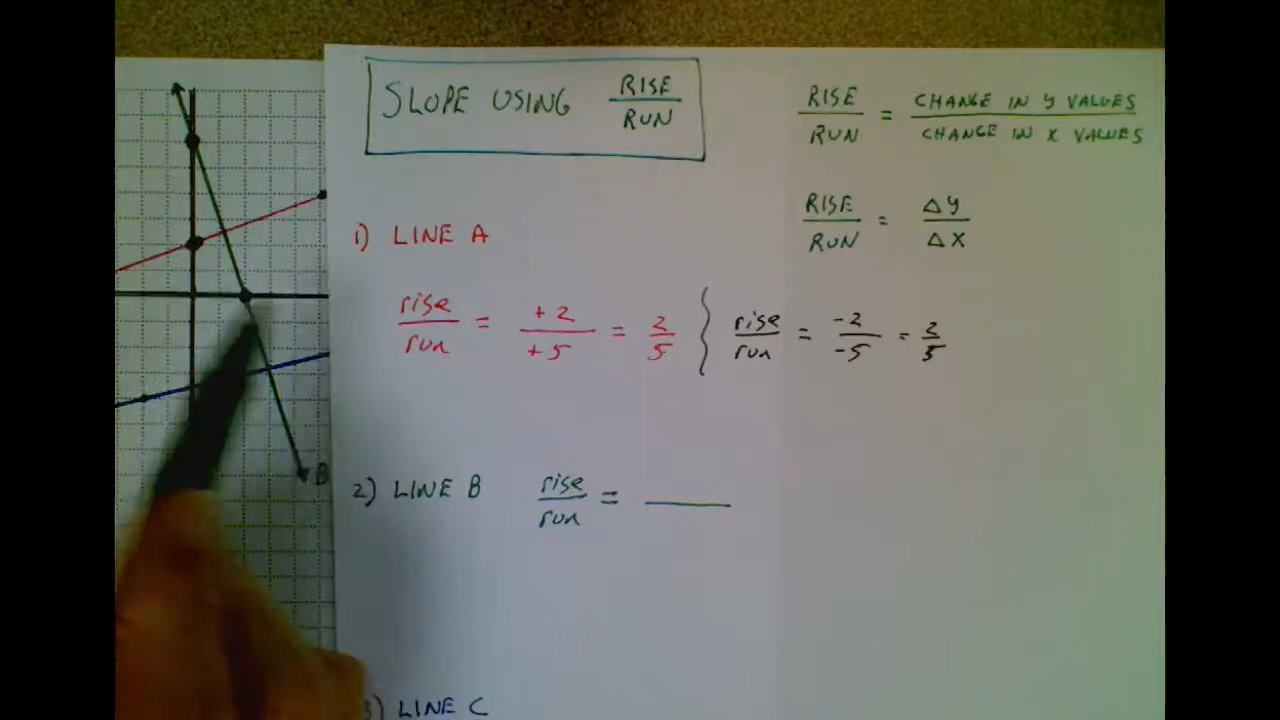 SLOPE USING RISE
RUN
RISE
RUN = CHANGE IN Y VALUES
CHANGE IN X VALUES
RISE
RUN = ΔY
ΔX
1) LINE A
rise
run = +2
+5 = 2
5
rise
run = -2
-5 = 2
5
B
2) LINE B rise
run =
3) LINE C